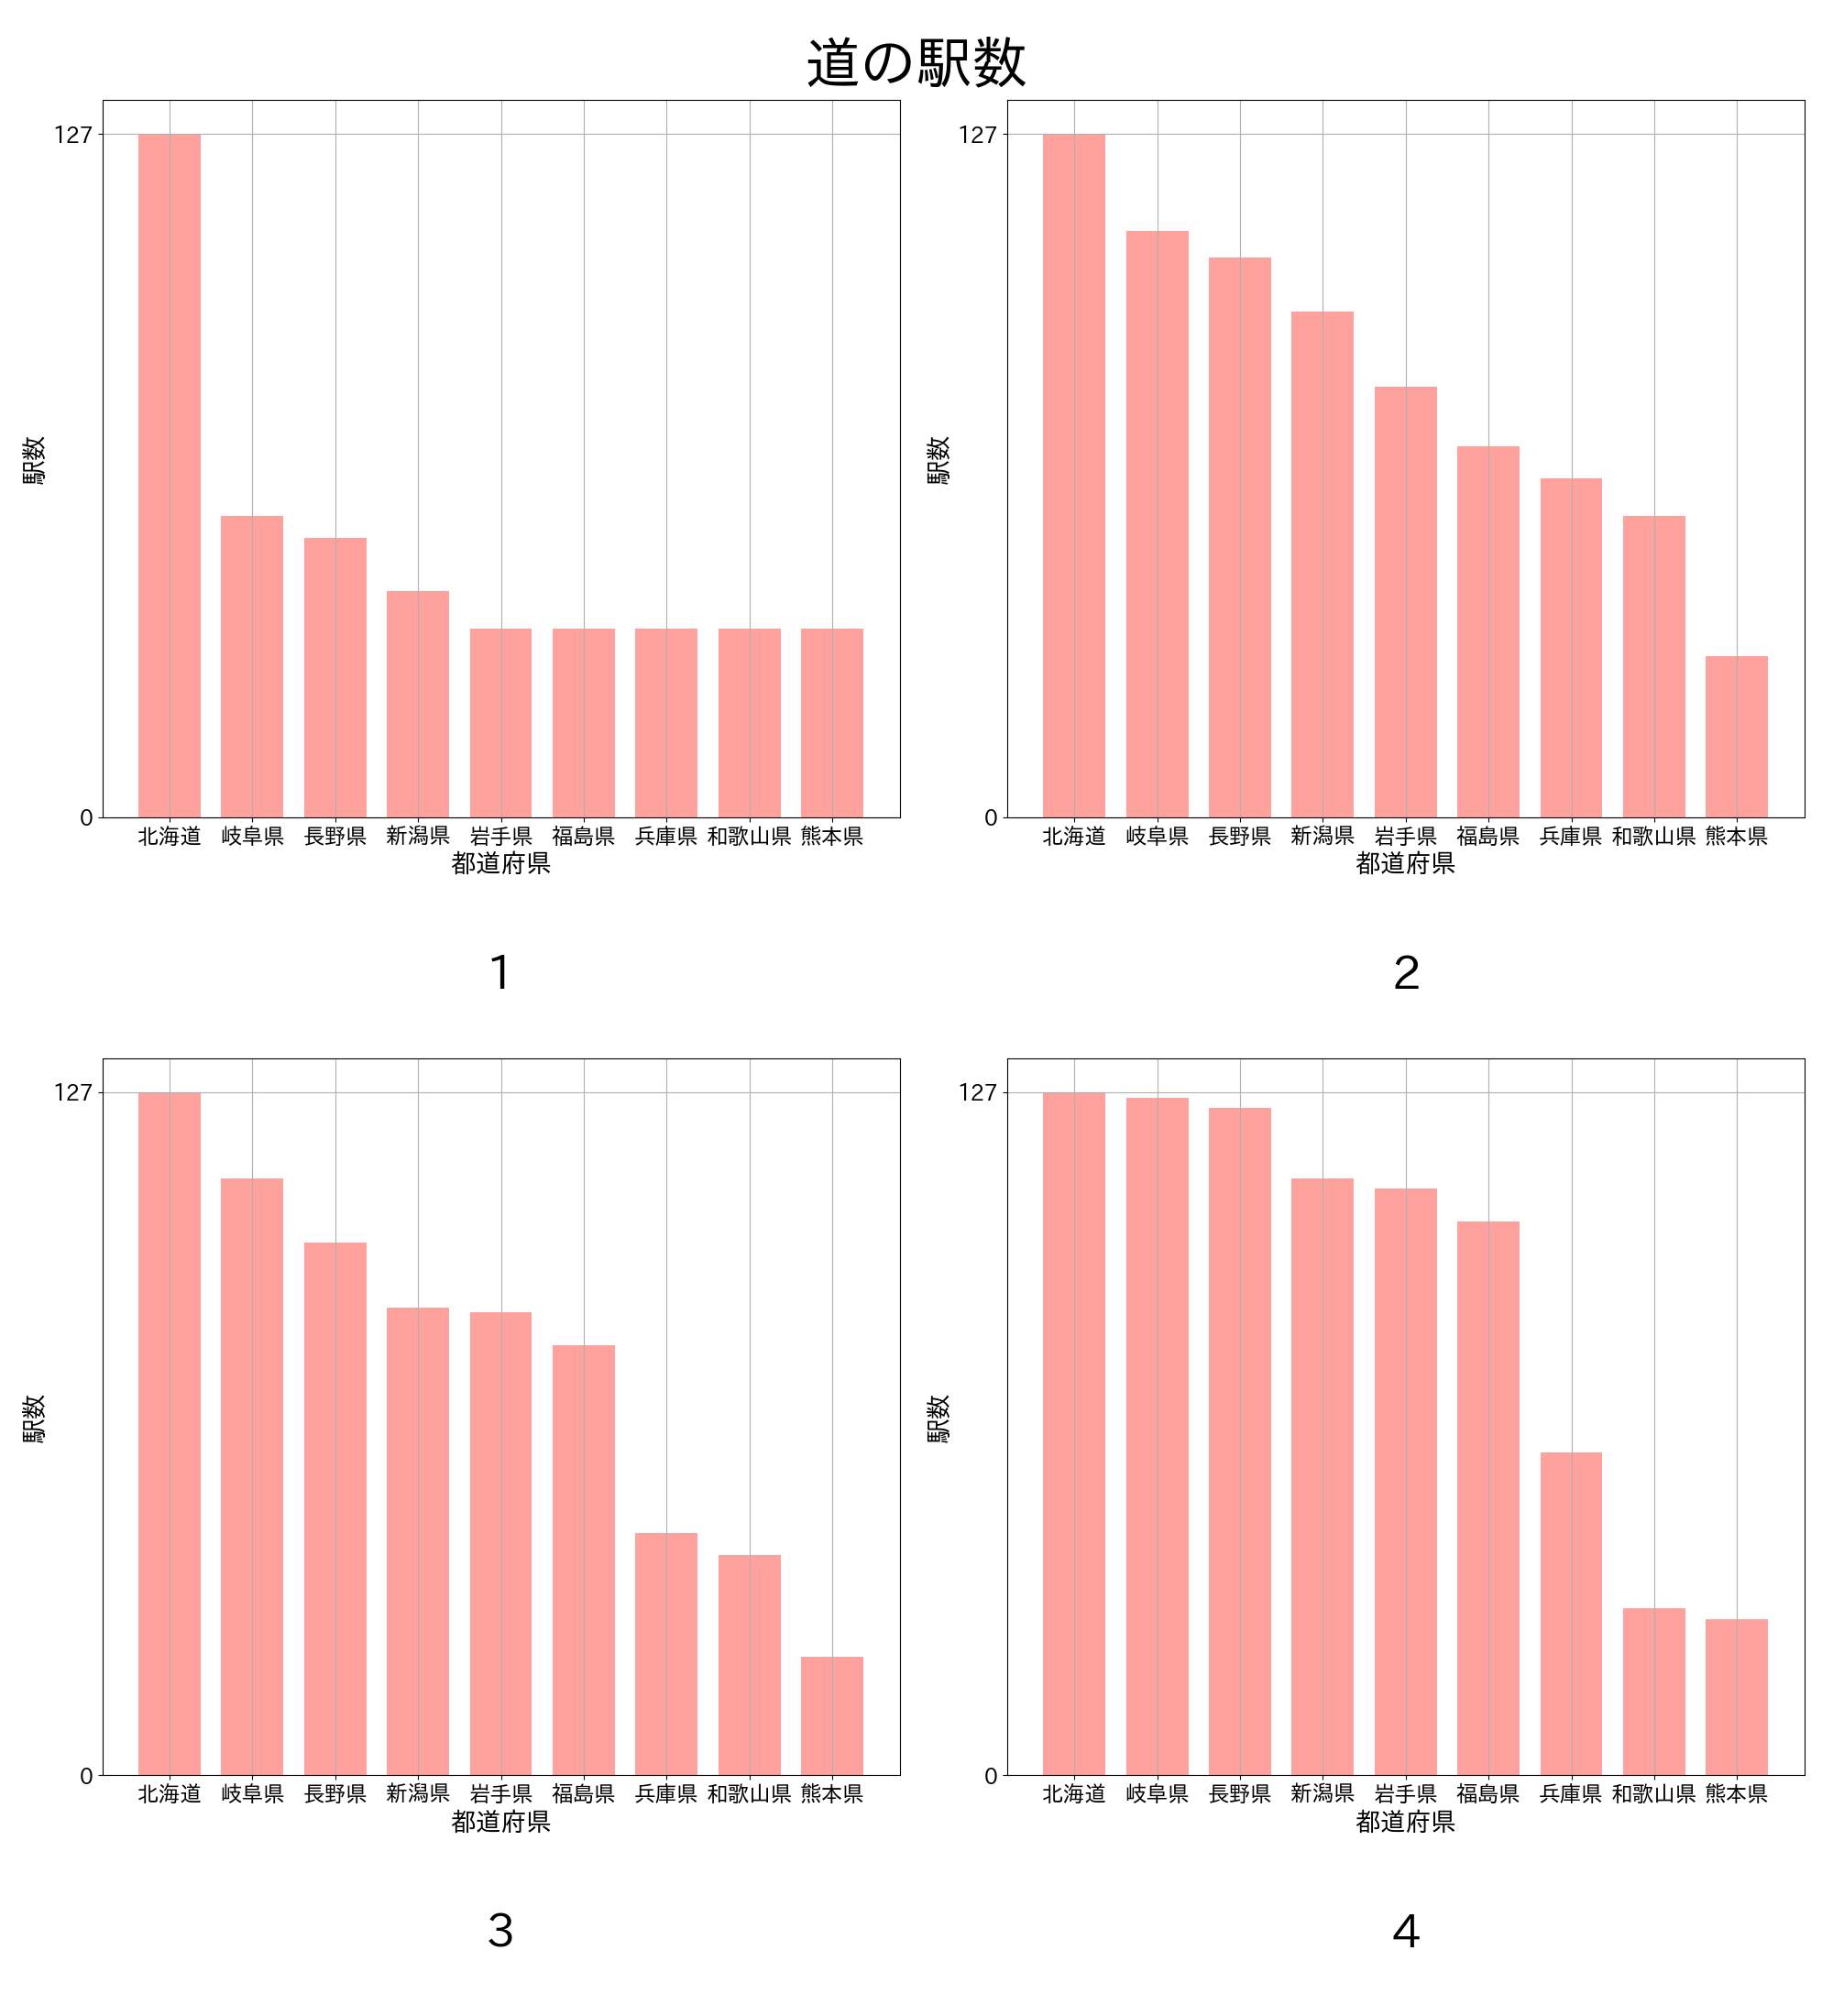 道の駅数
127
0
駅数
北海道 岐阜県 長野県 新潟県 岩手県 福島県 兵庫県 和歌山県 熊本県
都道府県
1
127
0
駅数
北海道 岐阜県 長野県 新潟県 岩手県 福島県 兵庫県 和歌山県 熊本県
都道府県
2
127
0
駅数
北海道 岐阜県 長野県 新潟県 岩手県 福島県 兵庫県 和歌山県 熊本県
都道府県
3
127
0
駅数
北海道 岐阜県 長野県 新潟県 岩手県 福島県 兵庫県 和歌山県 熊本県
都道府県
4